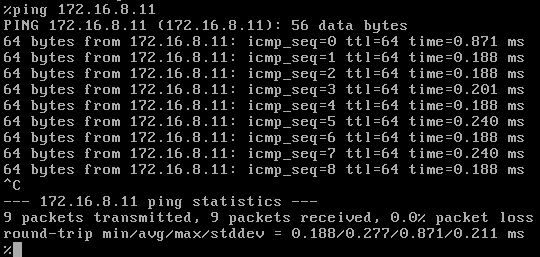 %ping 172.16.8.11
PING 172.16.8.11 (172.16.8.11): 56 data bytes
64 bytes from 172.16.8.11: icmp_seq=0 ttl=64 time=0.871 ms
64 bytes from 172.16.8.11: icmp_seq=1 ttl=64 time=0.188 ms
64 bytes from 172.16.8.11: icmp_seq=2 ttl=64 time=0.188 ms
64 bytes from 172.16.8.11: icmp_seq=3 ttl=64 time=0.201 ms
64 bytes from 172.16.8.11: icmp_seq=4 ttl=64 time=0.188 ms
64 bytes from 172.16.8.11: icmp_seq=5 ttl=64 time=0.240 ms
64 bytes from 172.16.8.11: icmp_seq=6 ttl=64 time=0.188 ms
64 bytes from 172.16.8.11: icmp_seq=7 ttl=64 time=0.240 ms
64 bytes from 172.16.8.11: icmp_seq=8 ttl=64 time=0.188 ms
^C
--- 172.16.8.11 ping statistics ---
9 packets transmitted, 9 packets received, 0.0% packet loss
round-trip min/avg/max/stddev = 0.188/0.277/0.871/0.211 ms
%